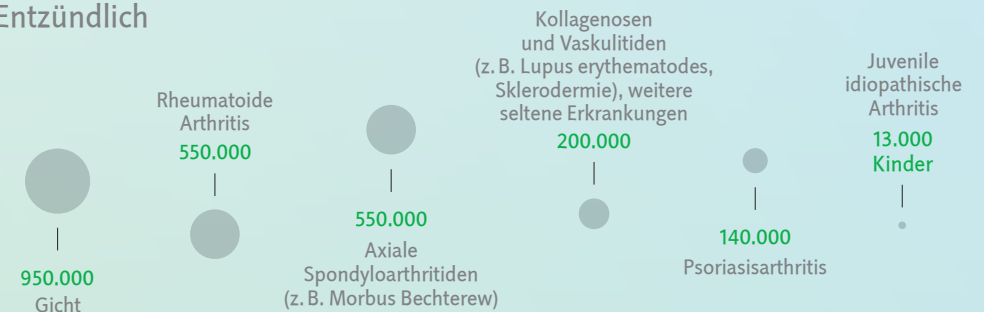 Entzündlich
950.000
Gicht
Rheumatoide
Arthritis
550.000
550.000
Axiale
Spondyloarthritiden
(z. B. Morbus Bechterew)
Kollagenosen
und Vaskulitiden
(z. B. Lupus erythematodes,
Sklerodermie), weitere
seltene Erkrankungen
200.000
140.000
Psoriasisarthritis
Juvenile
idiopathische
Arthritis
13.000
Kinder